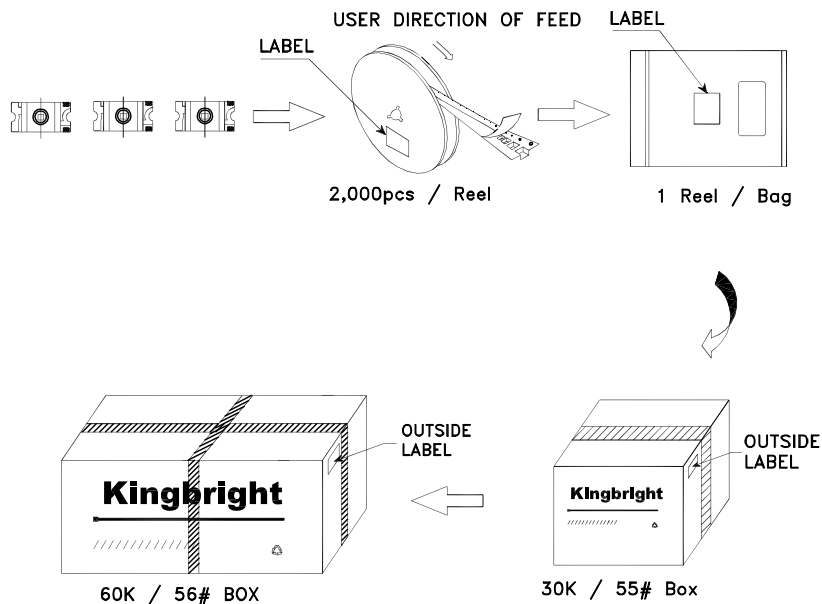 USER DIRECTION OF FEED
LABEL
LABEL
2,000pcs / Reel
1 Reel / Bag
OUTSIDE
LABEL
OUTSIDE
LABEL
Kingbright
Kingbright
60K / 56# BOX
30K / 55# Box